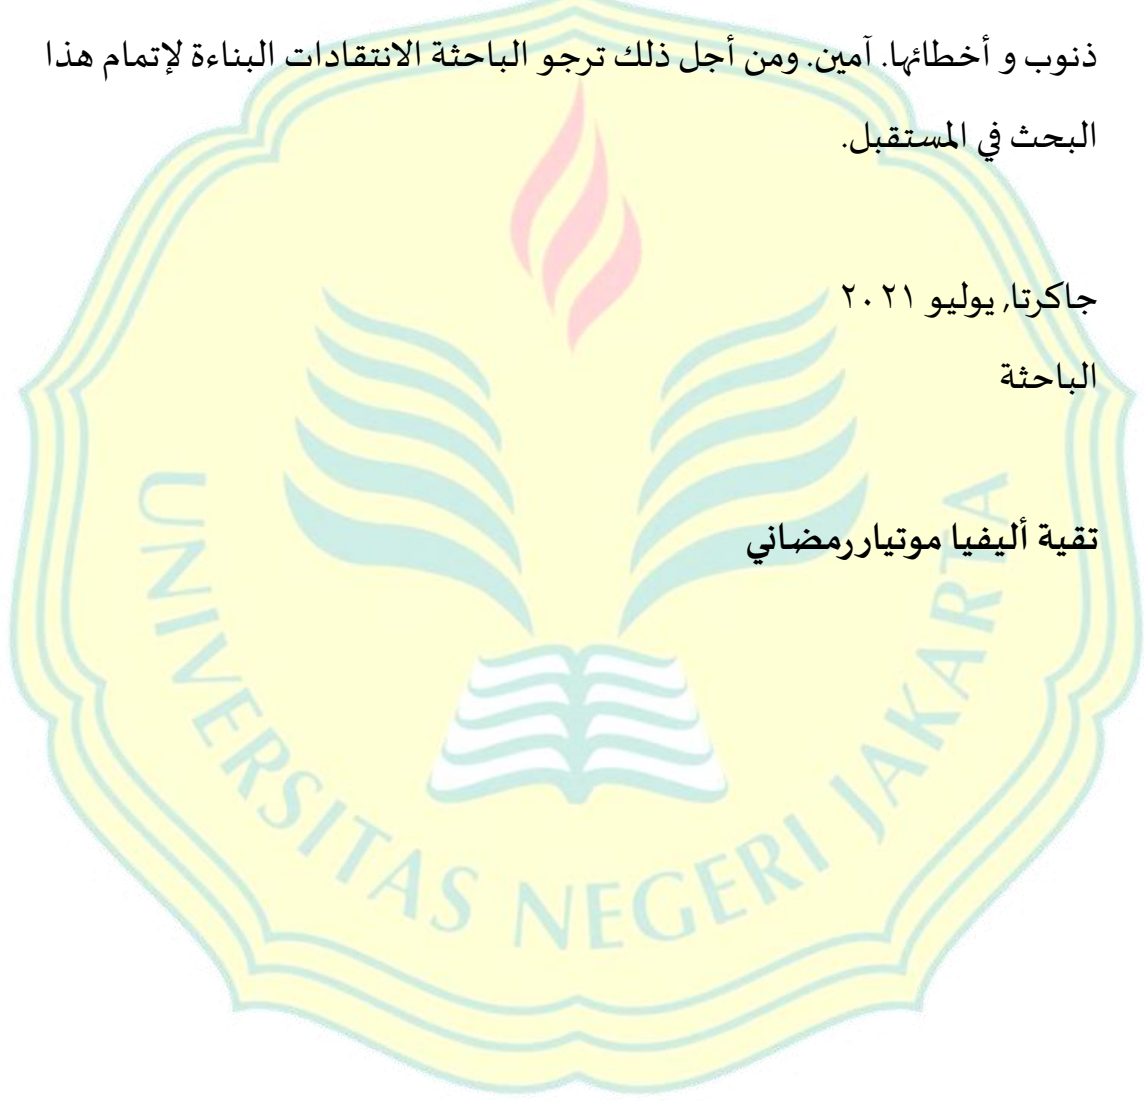 ذنوب و أخطائها. آمين. ومن أجل ذلك ترجو الباحثة الانتقادات البناءة لإتمام هذا
البحث في المستقبل.
جاكرتا, يوليو ٢٠٢١
الباحثة
تقية أليفيا موتياررمضاني
UNIVERSITAS NEGERI JAKARTA